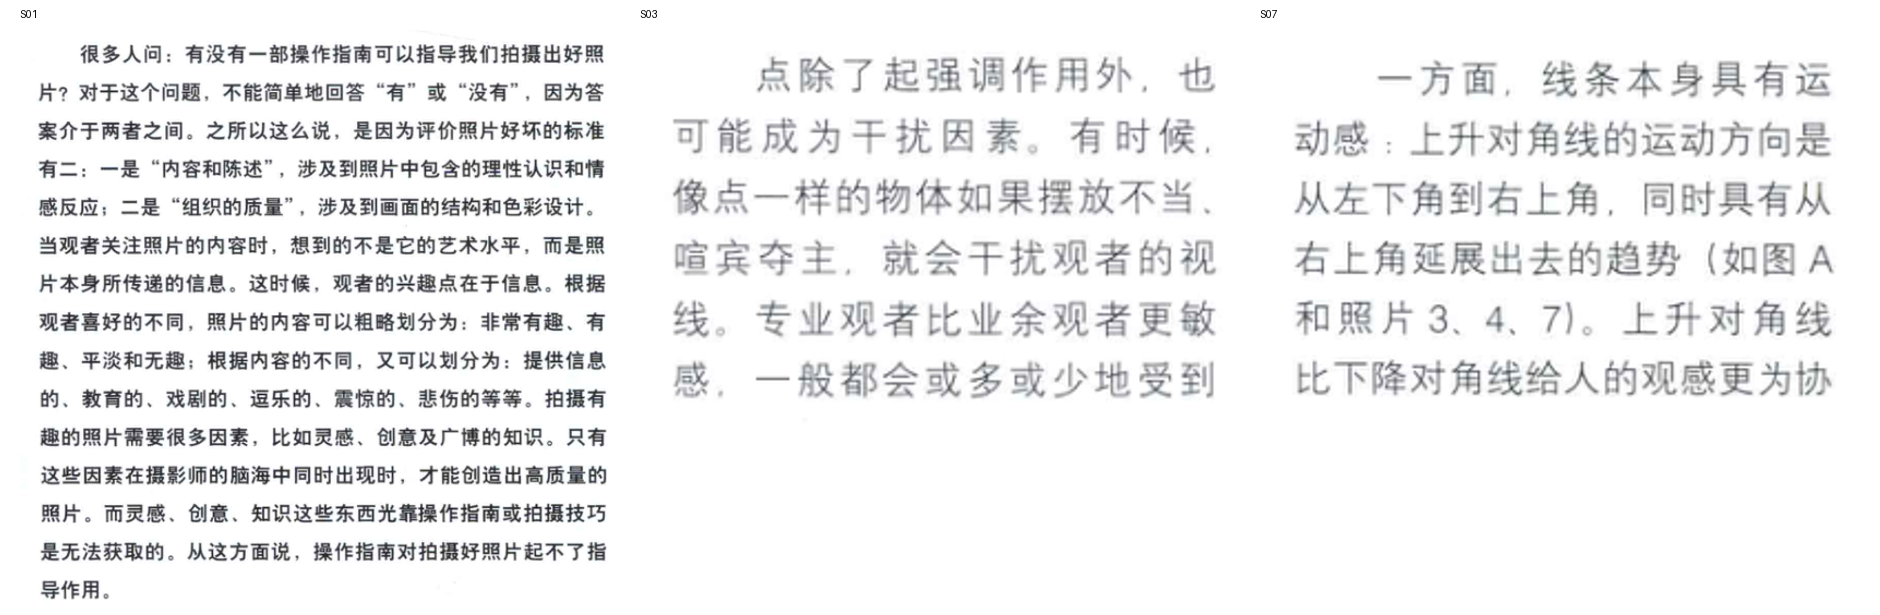 S01
很多人问：有没有一部操作指南可以指导我们拍摄出好照
片？对于这个问题，不能简单地回答“有”或“没有”，因为答
案介于两者之间。之所以这么说，是因为评价照片好坏的标准
有二：一是“内容和陈述”，涉及到照片中包含的理性认识和情
感反应；二是“组织的质量”，涉及到画面的结构和色彩设计。
当观者关注照片的内容时，想到的不是它的艺术水平，而是照
片本身所传递的信息。这时候，观者的兴趣点在于信息。根据
观者喜好的不同，照片的内容可以粗略划分为：非常有趣、有
趣、平淡和无趣；根据内容的不同，又可以划分为：提供信息
的、教育的、戏剧的、逗乐的、震惊的、悲伤的等等。拍摄有
趣的照片需要很多因素，比如灵感、创意及广博的知识。只有
这些因素在摄影师的脑海中同时出现时，才能创造出高质量的
照片。而灵感、创意、知识这些东西光靠操作指南或拍摄技巧
是无法获取的。从这方面说，操作指南对拍摄好照片起不了指
导作用。
S03
点除了起强调作用外，也
可能成为干扰因素。有时候，
像点一样的物体如果摆放不当、
喧宾夺主，就会干扰观者的视
线。专业观者比业余观者更敏
感，一般都会或多或少地受到
S07
一方面，线条本身具有运
动感：上升对角线的运动方向是
从左下角到右上角，同时具有从
右上角延展出去的趋势（如图 A
和照片 3、4、7）。上升对角线
比下降对角线给人的观感更为协